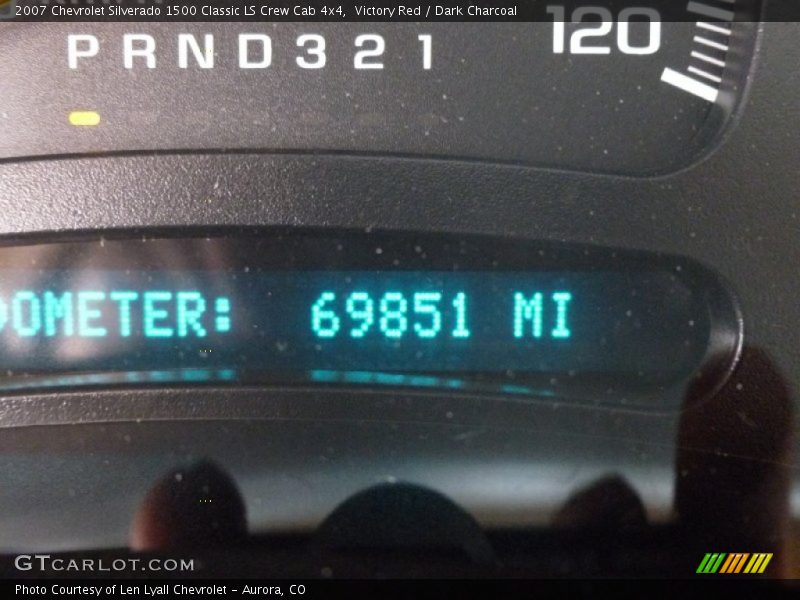 2007 Chevrolet Silverado 1500 Classic LS Crew Cab 4x4, Victory Red / Dark Charcoal
P R N D 3 2 1
120
DOMETER: 69851 MI
GTCARLOT.COM
Photo Courtesy of Len Lyall Chevrolet - Aurora, CO